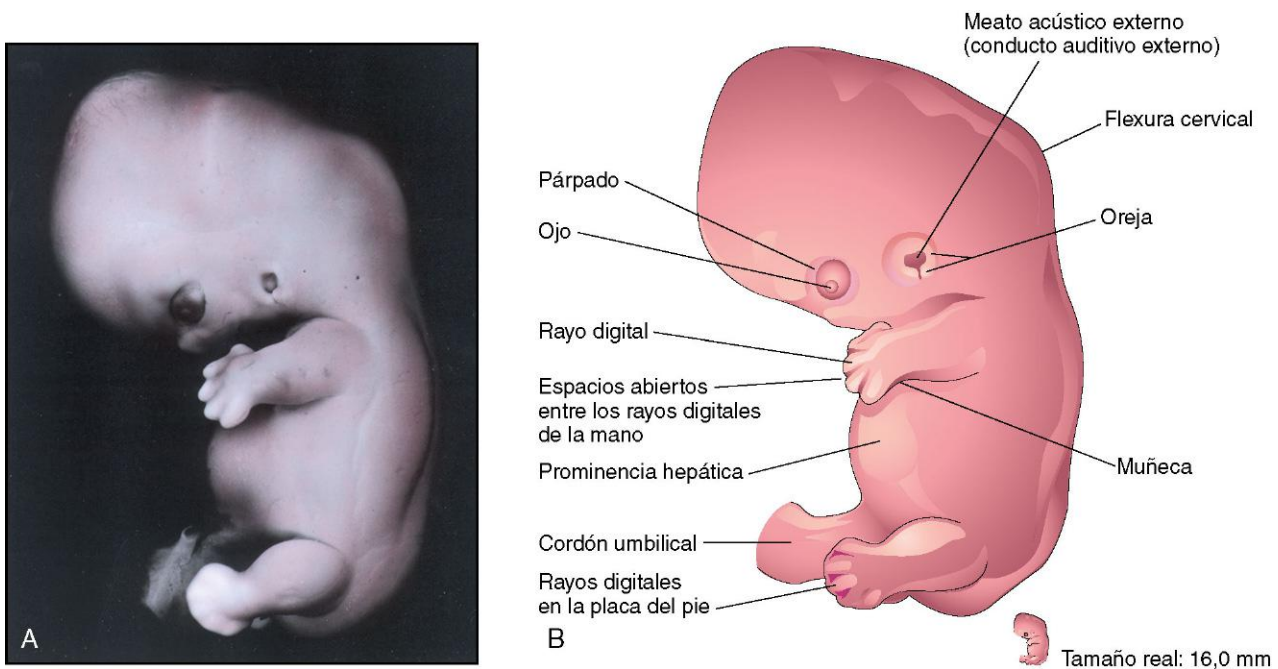 Meato acústico externo
(conducto auditivo externo)
Flexura cervical
Párpado
Oreja
Ojo
Rayo digital
Espacios abiertos
entre los rayos digitales
de la mano
Prominencia hepática
Muñeca
Cordón umbilical
Rayos digitales
en la placa del pie
A
B
Tamaño real: 16,0 mm